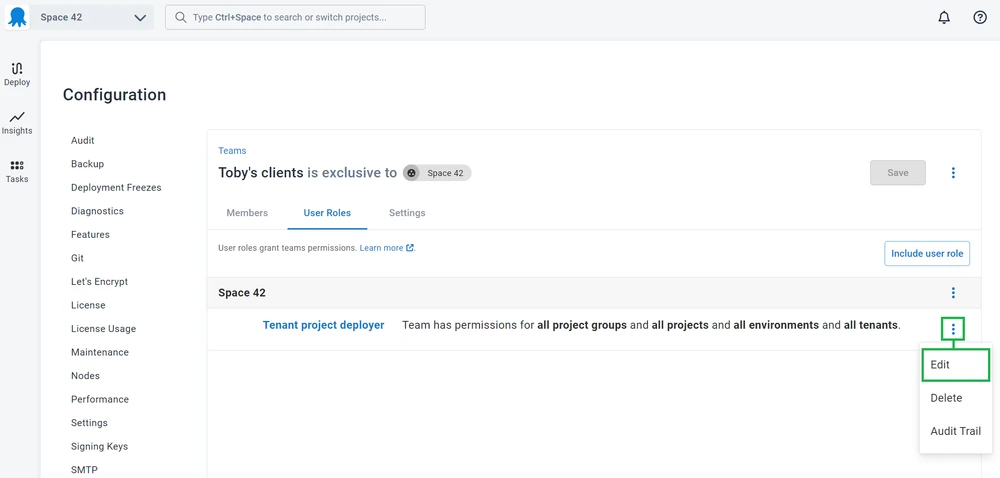 Space 42
Type Ctrl+Space to search or switch projects...
Deploy
Insights
Tasks
Configuration
Audit
Backup
Deployment Freezes
Diagnostics
Features
Git
Let's Encrypt
License
License Usage
Maintenance
Nodes
Performance
Settings
Signing Keys
SMTP
Teams
Toby's clients is exclusive to Space 42
Save
Members User Roles Settings
User roles grant teams permissions. Learn more.
Include user role
Space 42
Tenant project deployer Team has permissions for all project groups and all projects and all environments and all tenants.
Edit
Delete
Audit Trail